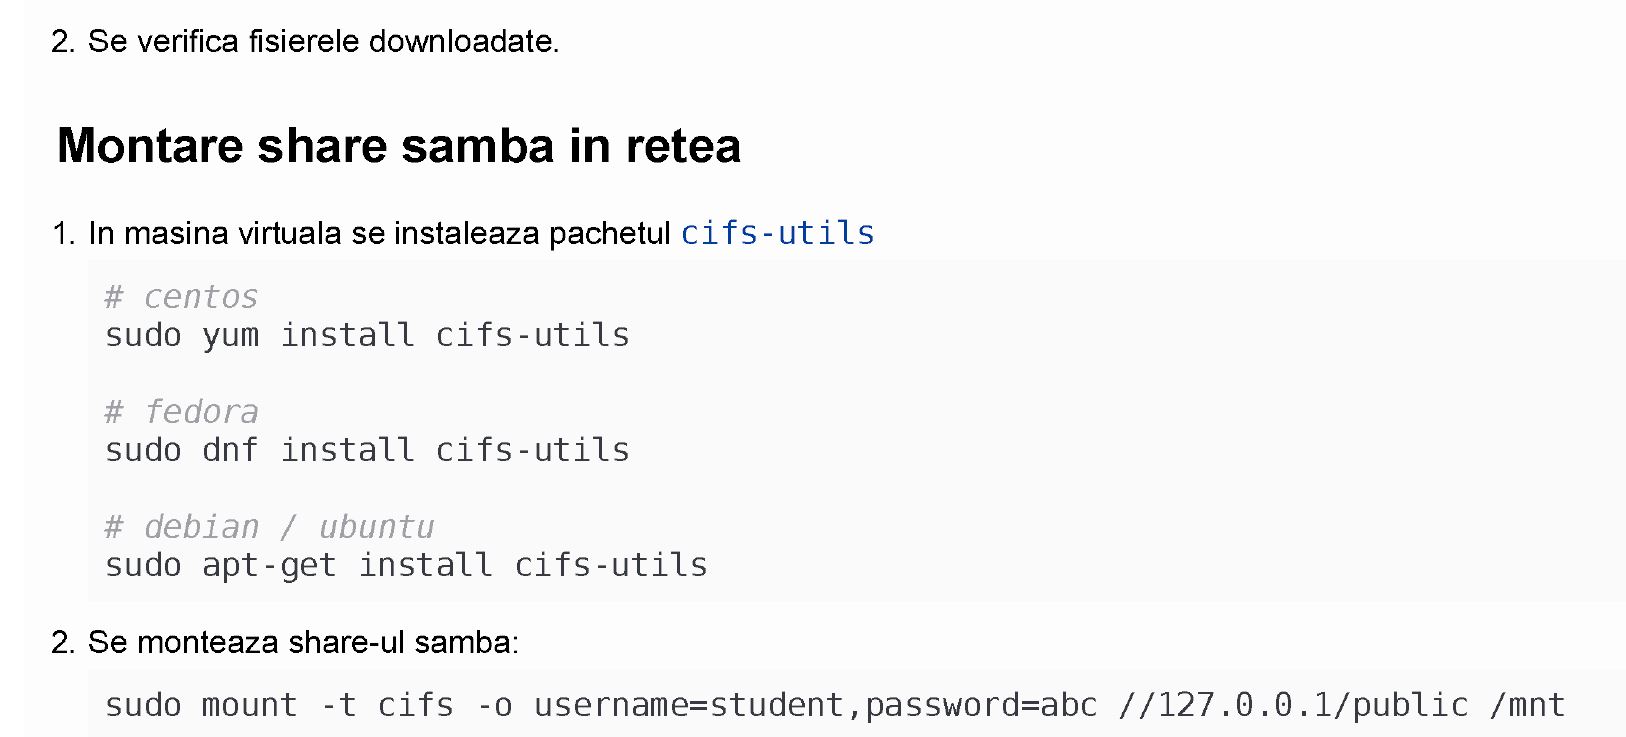 2. Se verifica fisierele downloadate.
Montare share samba in retea
1. In masina virtuala se instaleaza pachetul cifs-utils
# centos
sudo yum install cifs-utils
# fedora
sudo dnf install cifs-utils
# debian / ubuntu
sudo apt-get install cifs-utils
2. Se monteaza share-ul samba:
sudo mount -t cifs -o username=student,password=abc //127.0.0.1/public /mnt